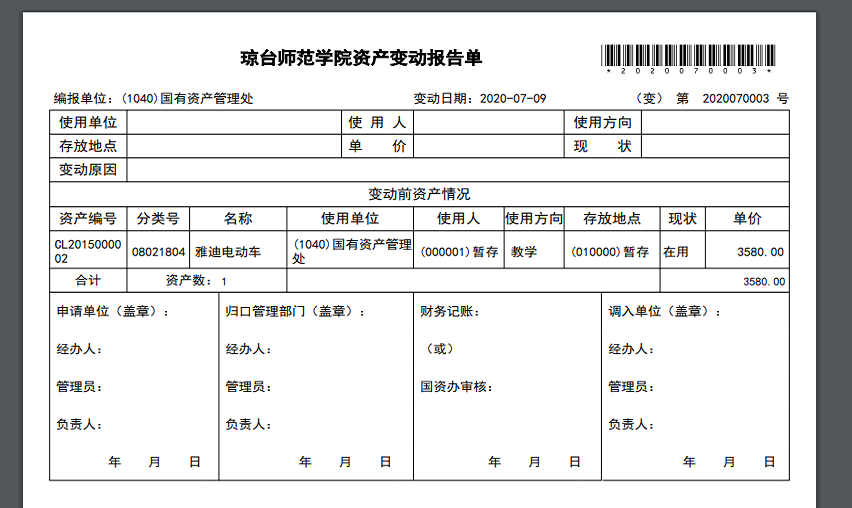 琼台师范学院资产变动报告单
*2020070003*
编报单位：(1040)国有资产管理处 变动日期：2020-07-09 （变）第 2020070003 号
使用单位 使 用 人 使用方向
存放地点 单 价 现 状
变动原因
变动前资产情况
资产编号 分类号 名称 使用单位 使用人 使用方向 存放地点 现状 单价
CL2015000002 08021804 雅迪电动车 (1040)国有资产管理处 (000001)暂存 教学 (010000)暂存 在用 3580.00
合计 资产数：1 3580.00
申请单位（盖章）： 归口管理部门（盖章）： 财务记账： 调入单位（盖章）：
经办人： 经办人： （或） 经办人：
管理员： 管理员： 国资办审核： 管理员：
负责人： 负责人： 负责人：
年 月 日 年 月 日 年 月 日 年 月 日